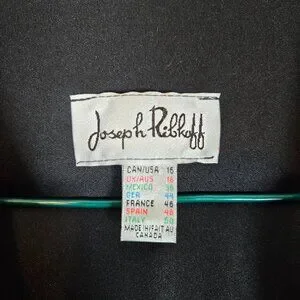 Joseph Ribkoff
CAN/USA 16
UK/AUS 18
MEXICO
GER 44
FRANCE 46
SPAIN 48
ITALY 50
MADE IN/FAIT AU
CANADA